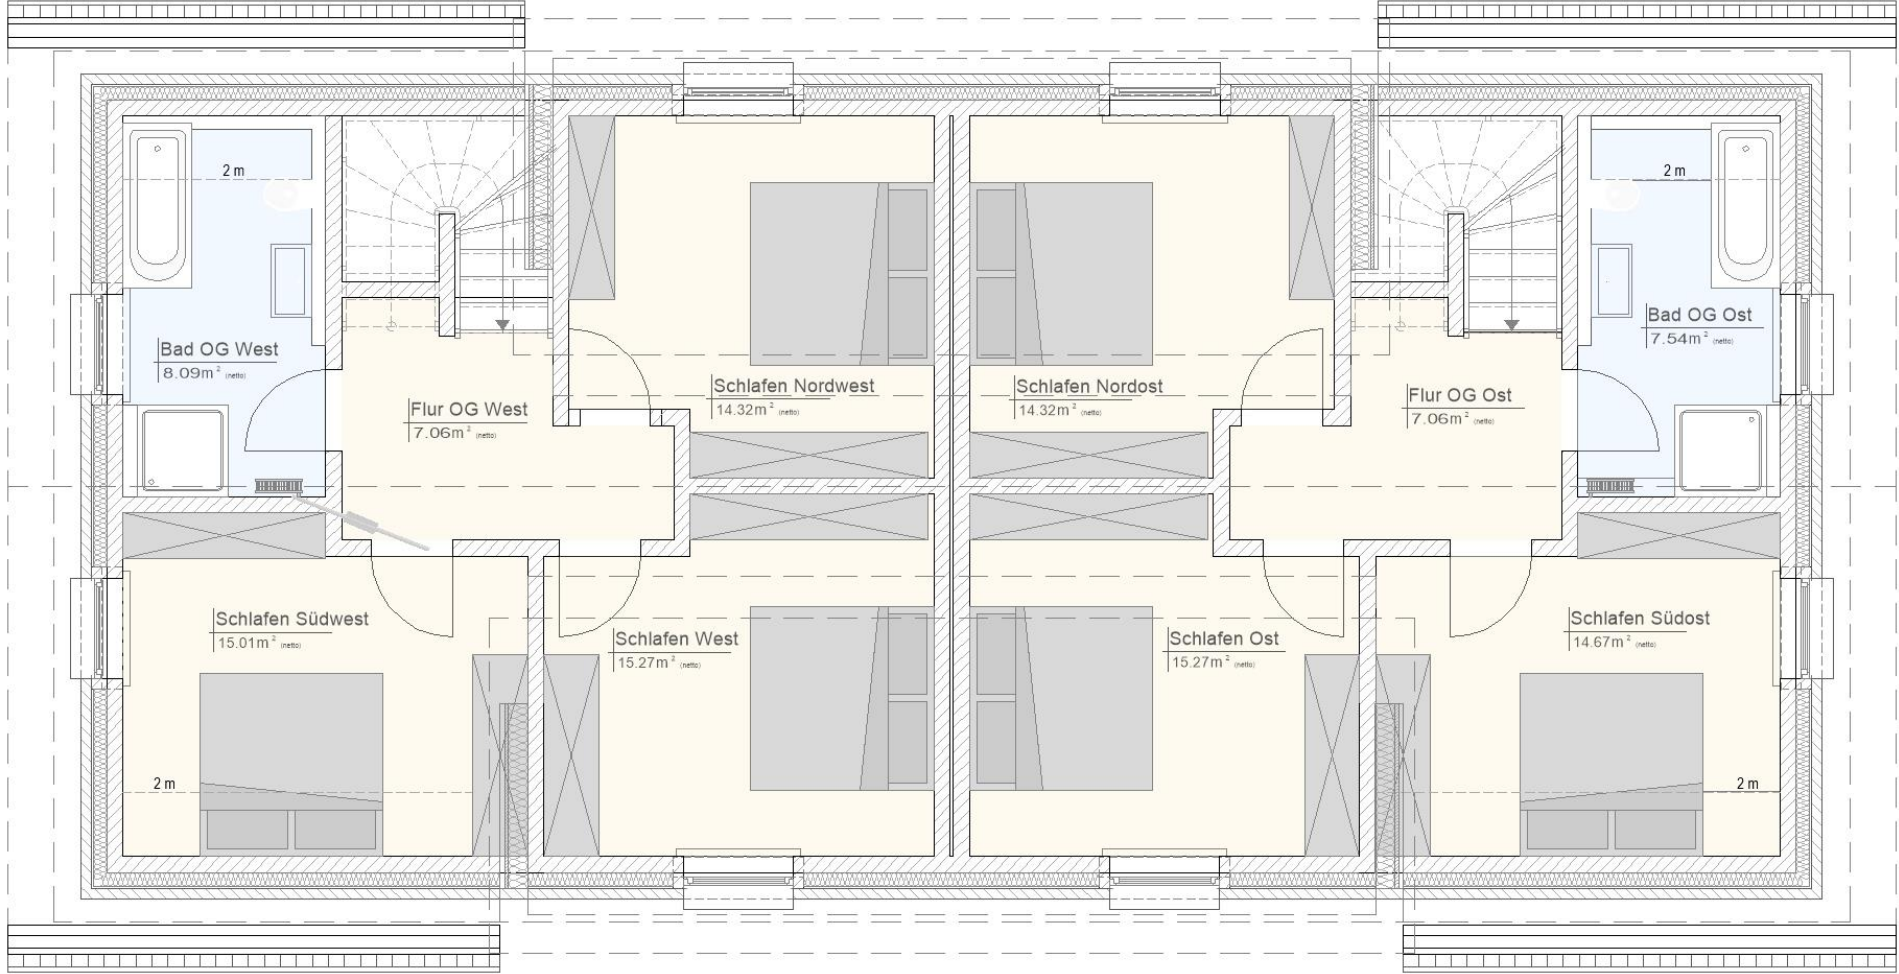 2 m
2 m
Bad OG West
8.09m² (netto)
Bad OG Ost
7.54m² (netto)
Schlafen Nordwest
14.32m² (netto)
Schlafen Nordost
14.32m² (netto)
Flur OG West
7.06m² (netto)
Flur OG Ost
7.06m² (netto)
Schlafen Südwest
15.01m² (netto)
Schlafen West
15.27m² (netto)
Schlafen Ost
15.27m² (netto)
Schlafen Südost
14.67m² (netto)
2 m
2 m